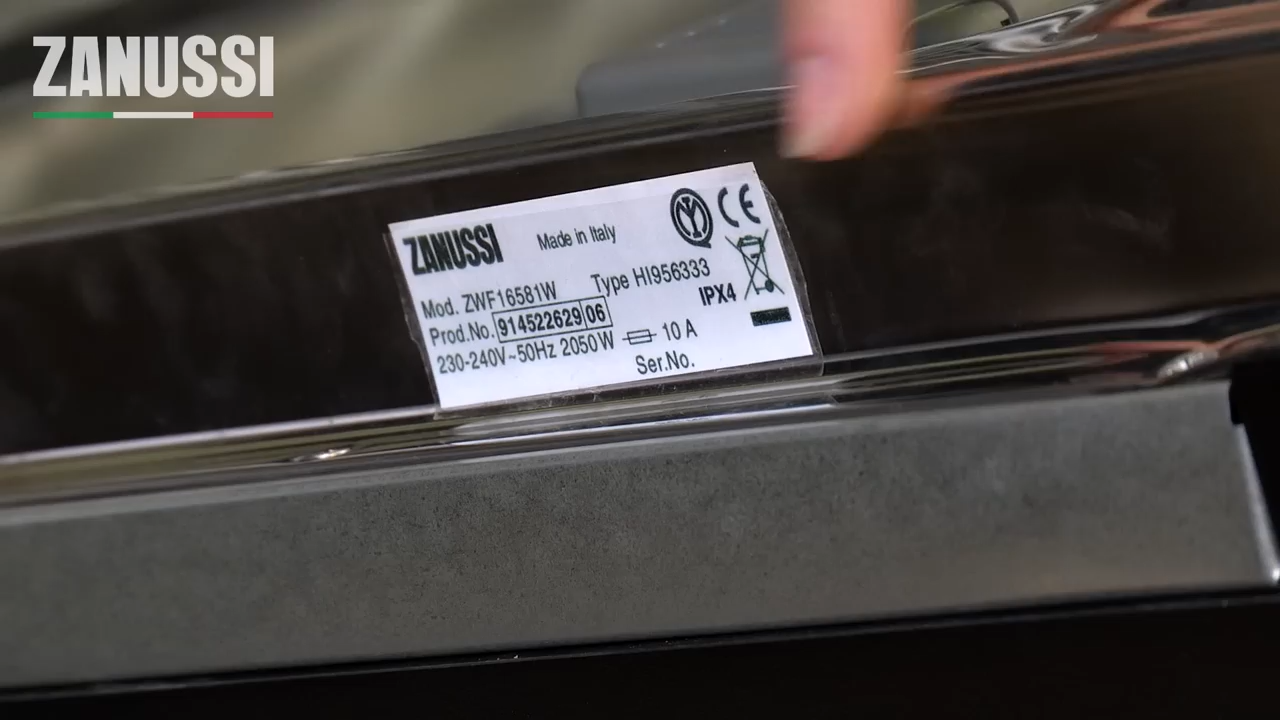 ZANUSSI
ZANUSSI Made in Italy CE
Mod. ZWF16581W Type HI956333
Prod.No. 914522629 06 IPX4
230-240V~50Hz 2050W 10 A
Ser.No.